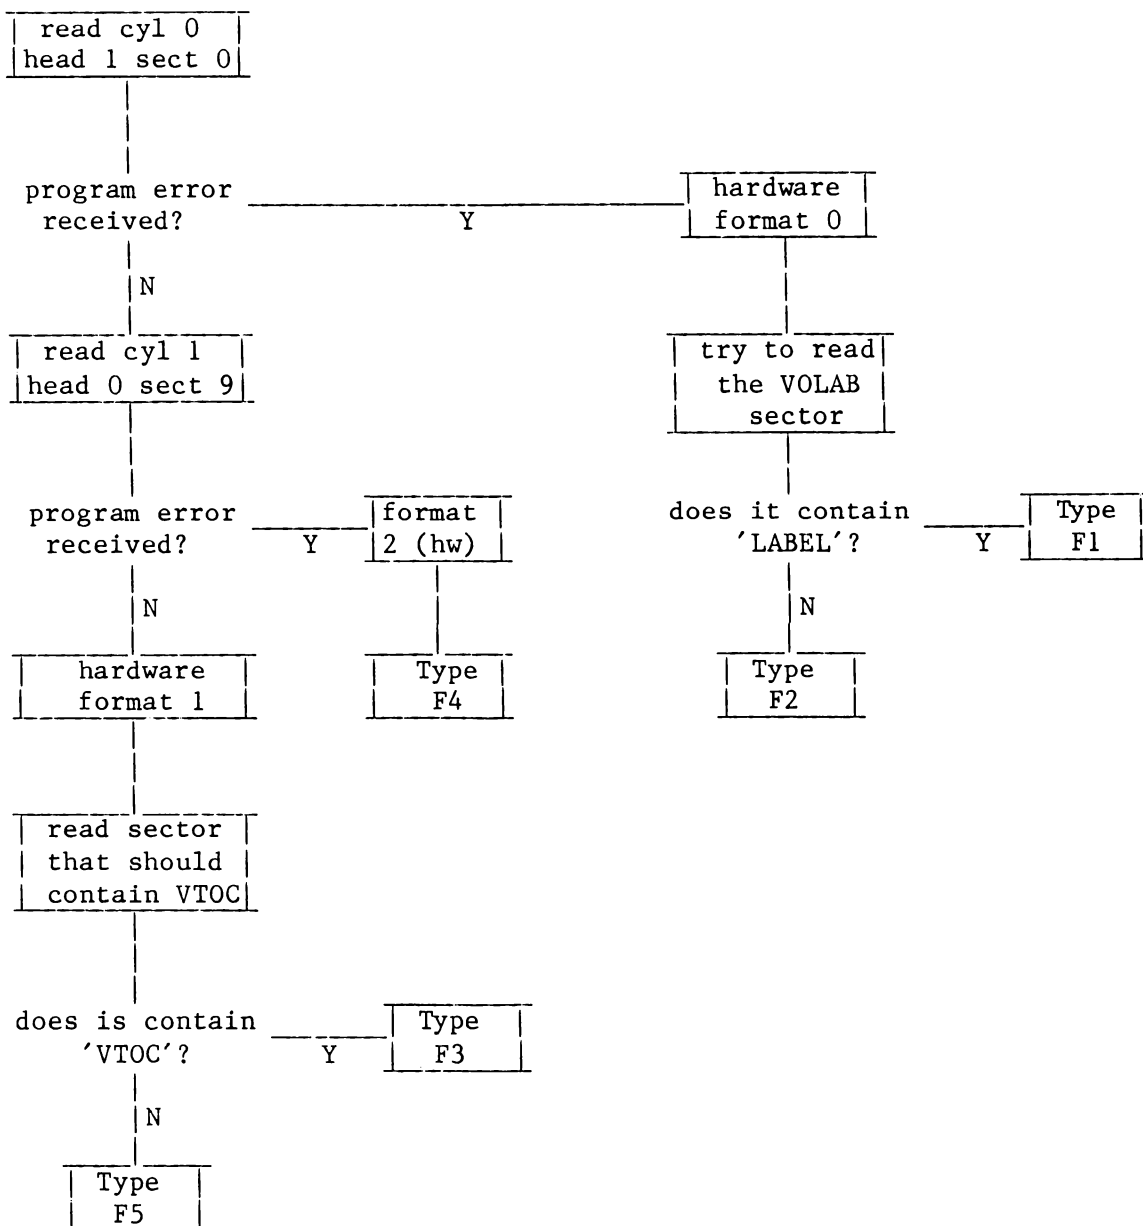 read cyl 0
head 1 sect 0
program error
received?
Y
hardware
format 0
N
read cyl 1
head 0 sect 9
try to read
the VOLAB
sector
program error
received?
Y
format
2 (hw)
does it contain
'LABEL'?
Y
Type
F1
N
N
hardware
format 1
Type
F4
Type
F2
read sector
that should
contain VTOC
does is contain
'VTOC'?
Y
Type
F3
N
Type
F5